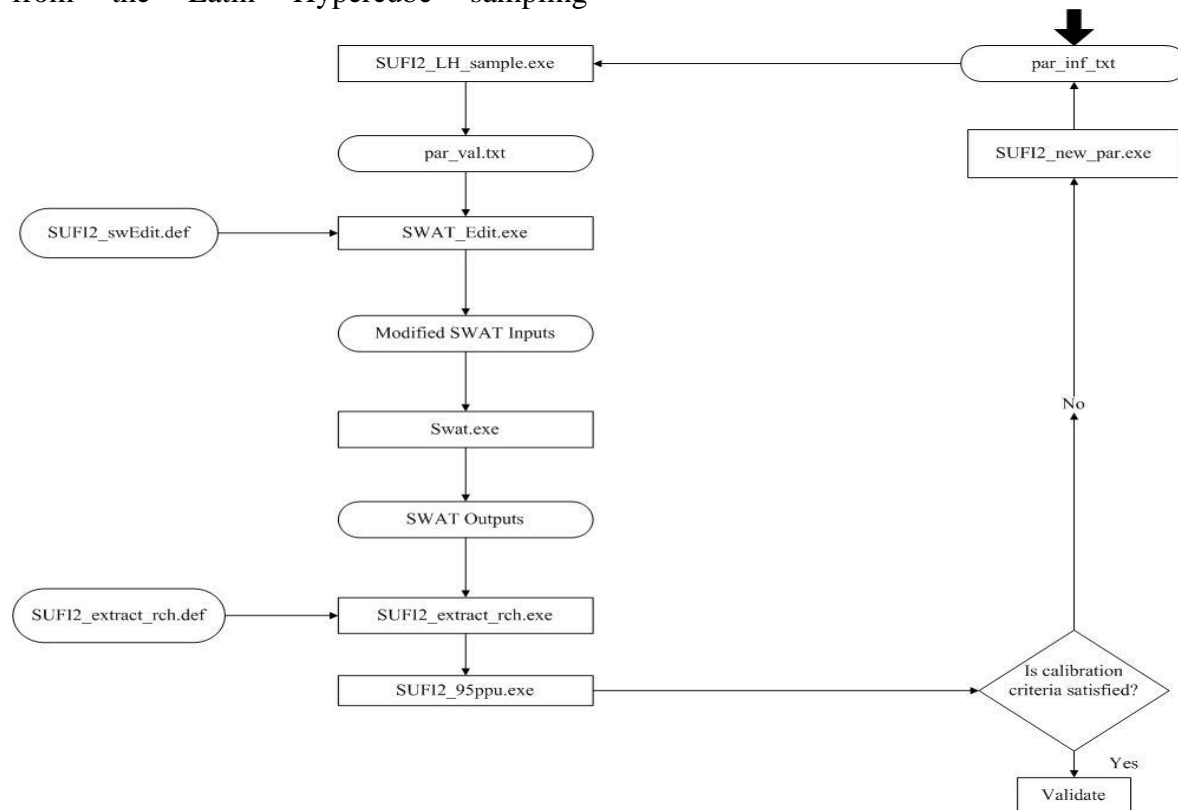 from the Latin Hypercube sampling
par_inf_txt
SUFI2_LH_sample.exe
SUFI2_new_par.exe
par_val.txt
SUFI2_swEdit.def
SWAT_Edit.exe
Modified SWAT Inputs
Swat.exe
No
SWAT Outputs
SUFI2_extract_rch.def
SUFI2_extract_rch.exe
SUFI2_95ppu.exe
Is calibration
criteria satisfied?
Yes
Validate